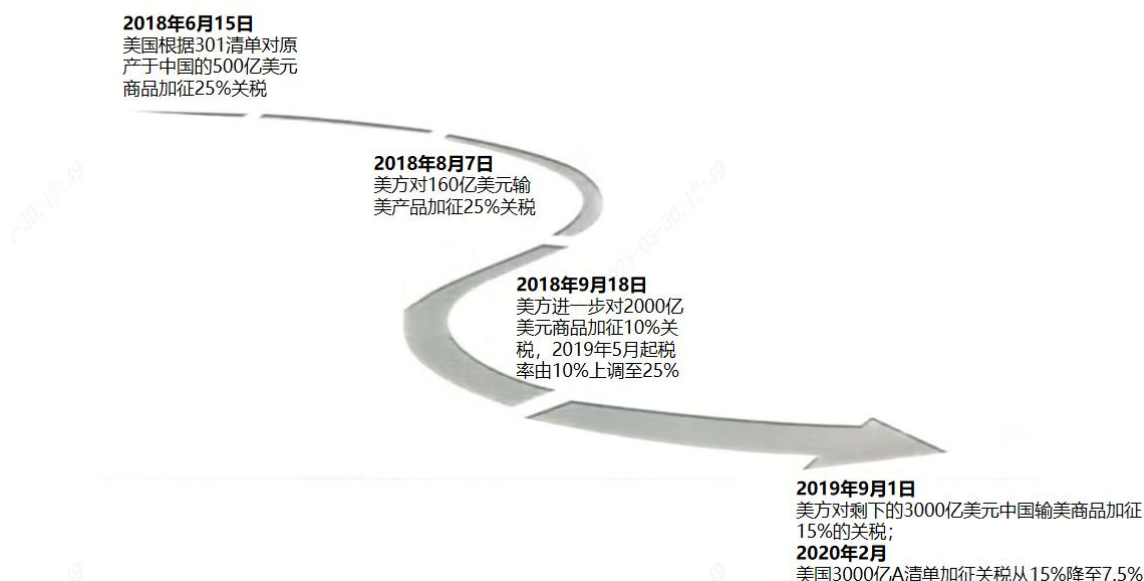 2018年6月15日
美国根据301清单对原
产于中国的500亿美元
商品加征25%关税
2018年8月7日
美方对160亿美元输
美产品加征25%关税
2018年9月18日
美方进一步对2000亿
美元商品加征10%关
税，2019年5月起税
率由10%上调至25%
2019年9月1日
美方对剩下的3000亿美元中国输美商品加征
15%的关税；
2020年2月
美国3000亿A清单加征关税从15%降至7.5%